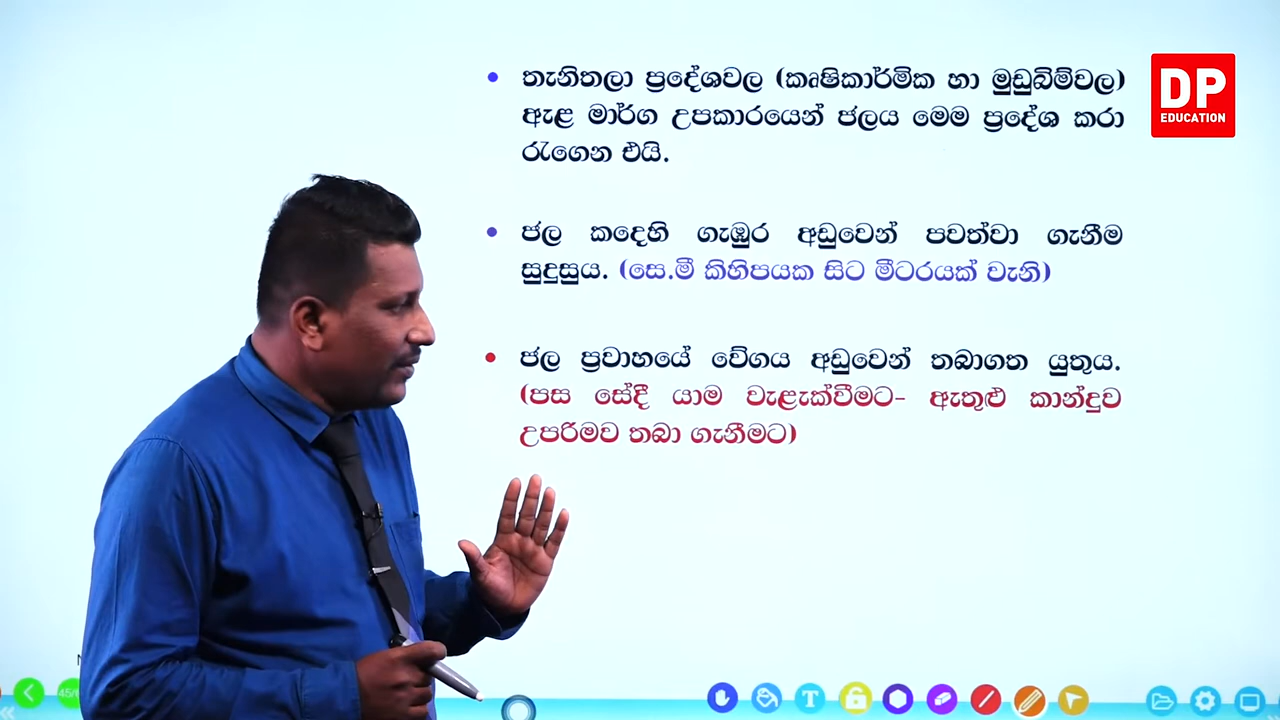 තැනිතලා ප්‍රදේශවල (කෘෂිකාර්මික හා මුඩුබිම්වල)
ඇළ මාර්ග උපකාරයෙන් ජලය මෙම ප්‍රදේශ කරා
රැගෙන එයි.
ජල කඳෙහි ගැඹුර අඩුවෙන් පවත්වා ගැනීම
සුදුසුය. (සෙ.මී කිහිපයක සිට මීටරයක් වැනි)
ජල ප්‍රවාහයේ වේගය අඩුවෙන් තබාගත යුතුය.
(පස සේදී යාම වැළැක්වීමට- ඇතුළු කාන්දුව
උපරිමව තබා ගැනීමට)
DP
EDUCATION
T